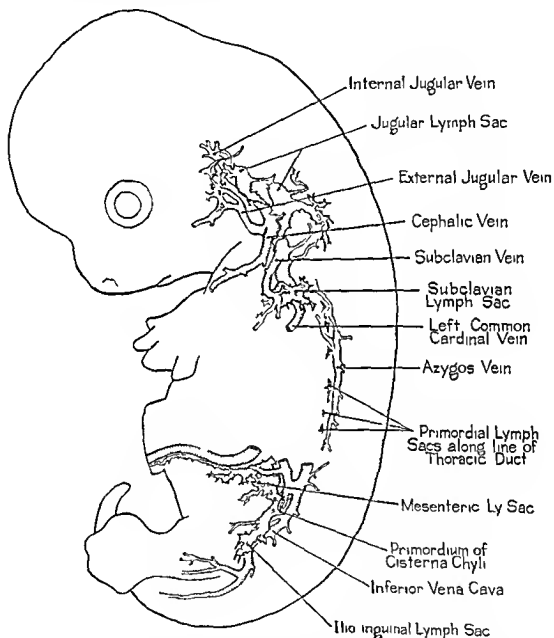 Internal Jugular Vein
Jugular Lymph Sac
External Jugular Vein
Cephalic Vein
Subclavian Vein
Subclavian
Lymph Sac
Left Common
Cardinal Vein
Azygos Vein
Primordial Lymph
Sacs along line of
Thoracic Duct
Mesenteric Ly Sac
Primordium of
Cisterna Chyli
Inferior Vena Cava
Ilio inguinal Lymph Sac